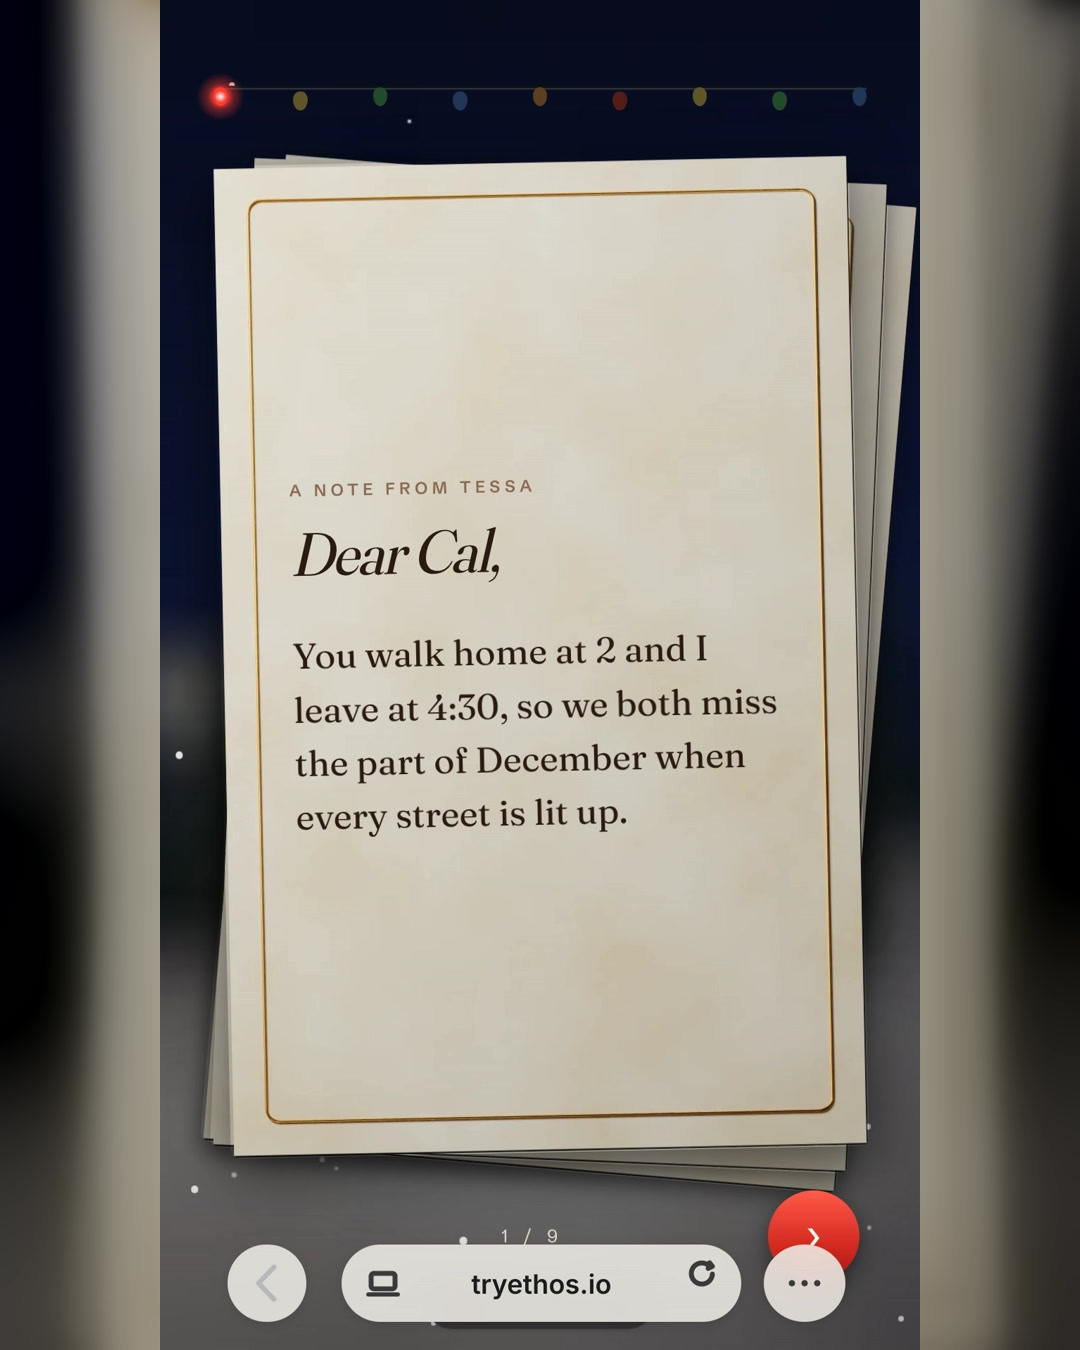 A NOTE FROM TESSA
Dear Cal,
You walk home at 2 and I
leave at 4:30, so we both miss
the part of December when
every street is lit up.
1 / 9
tryethos.io